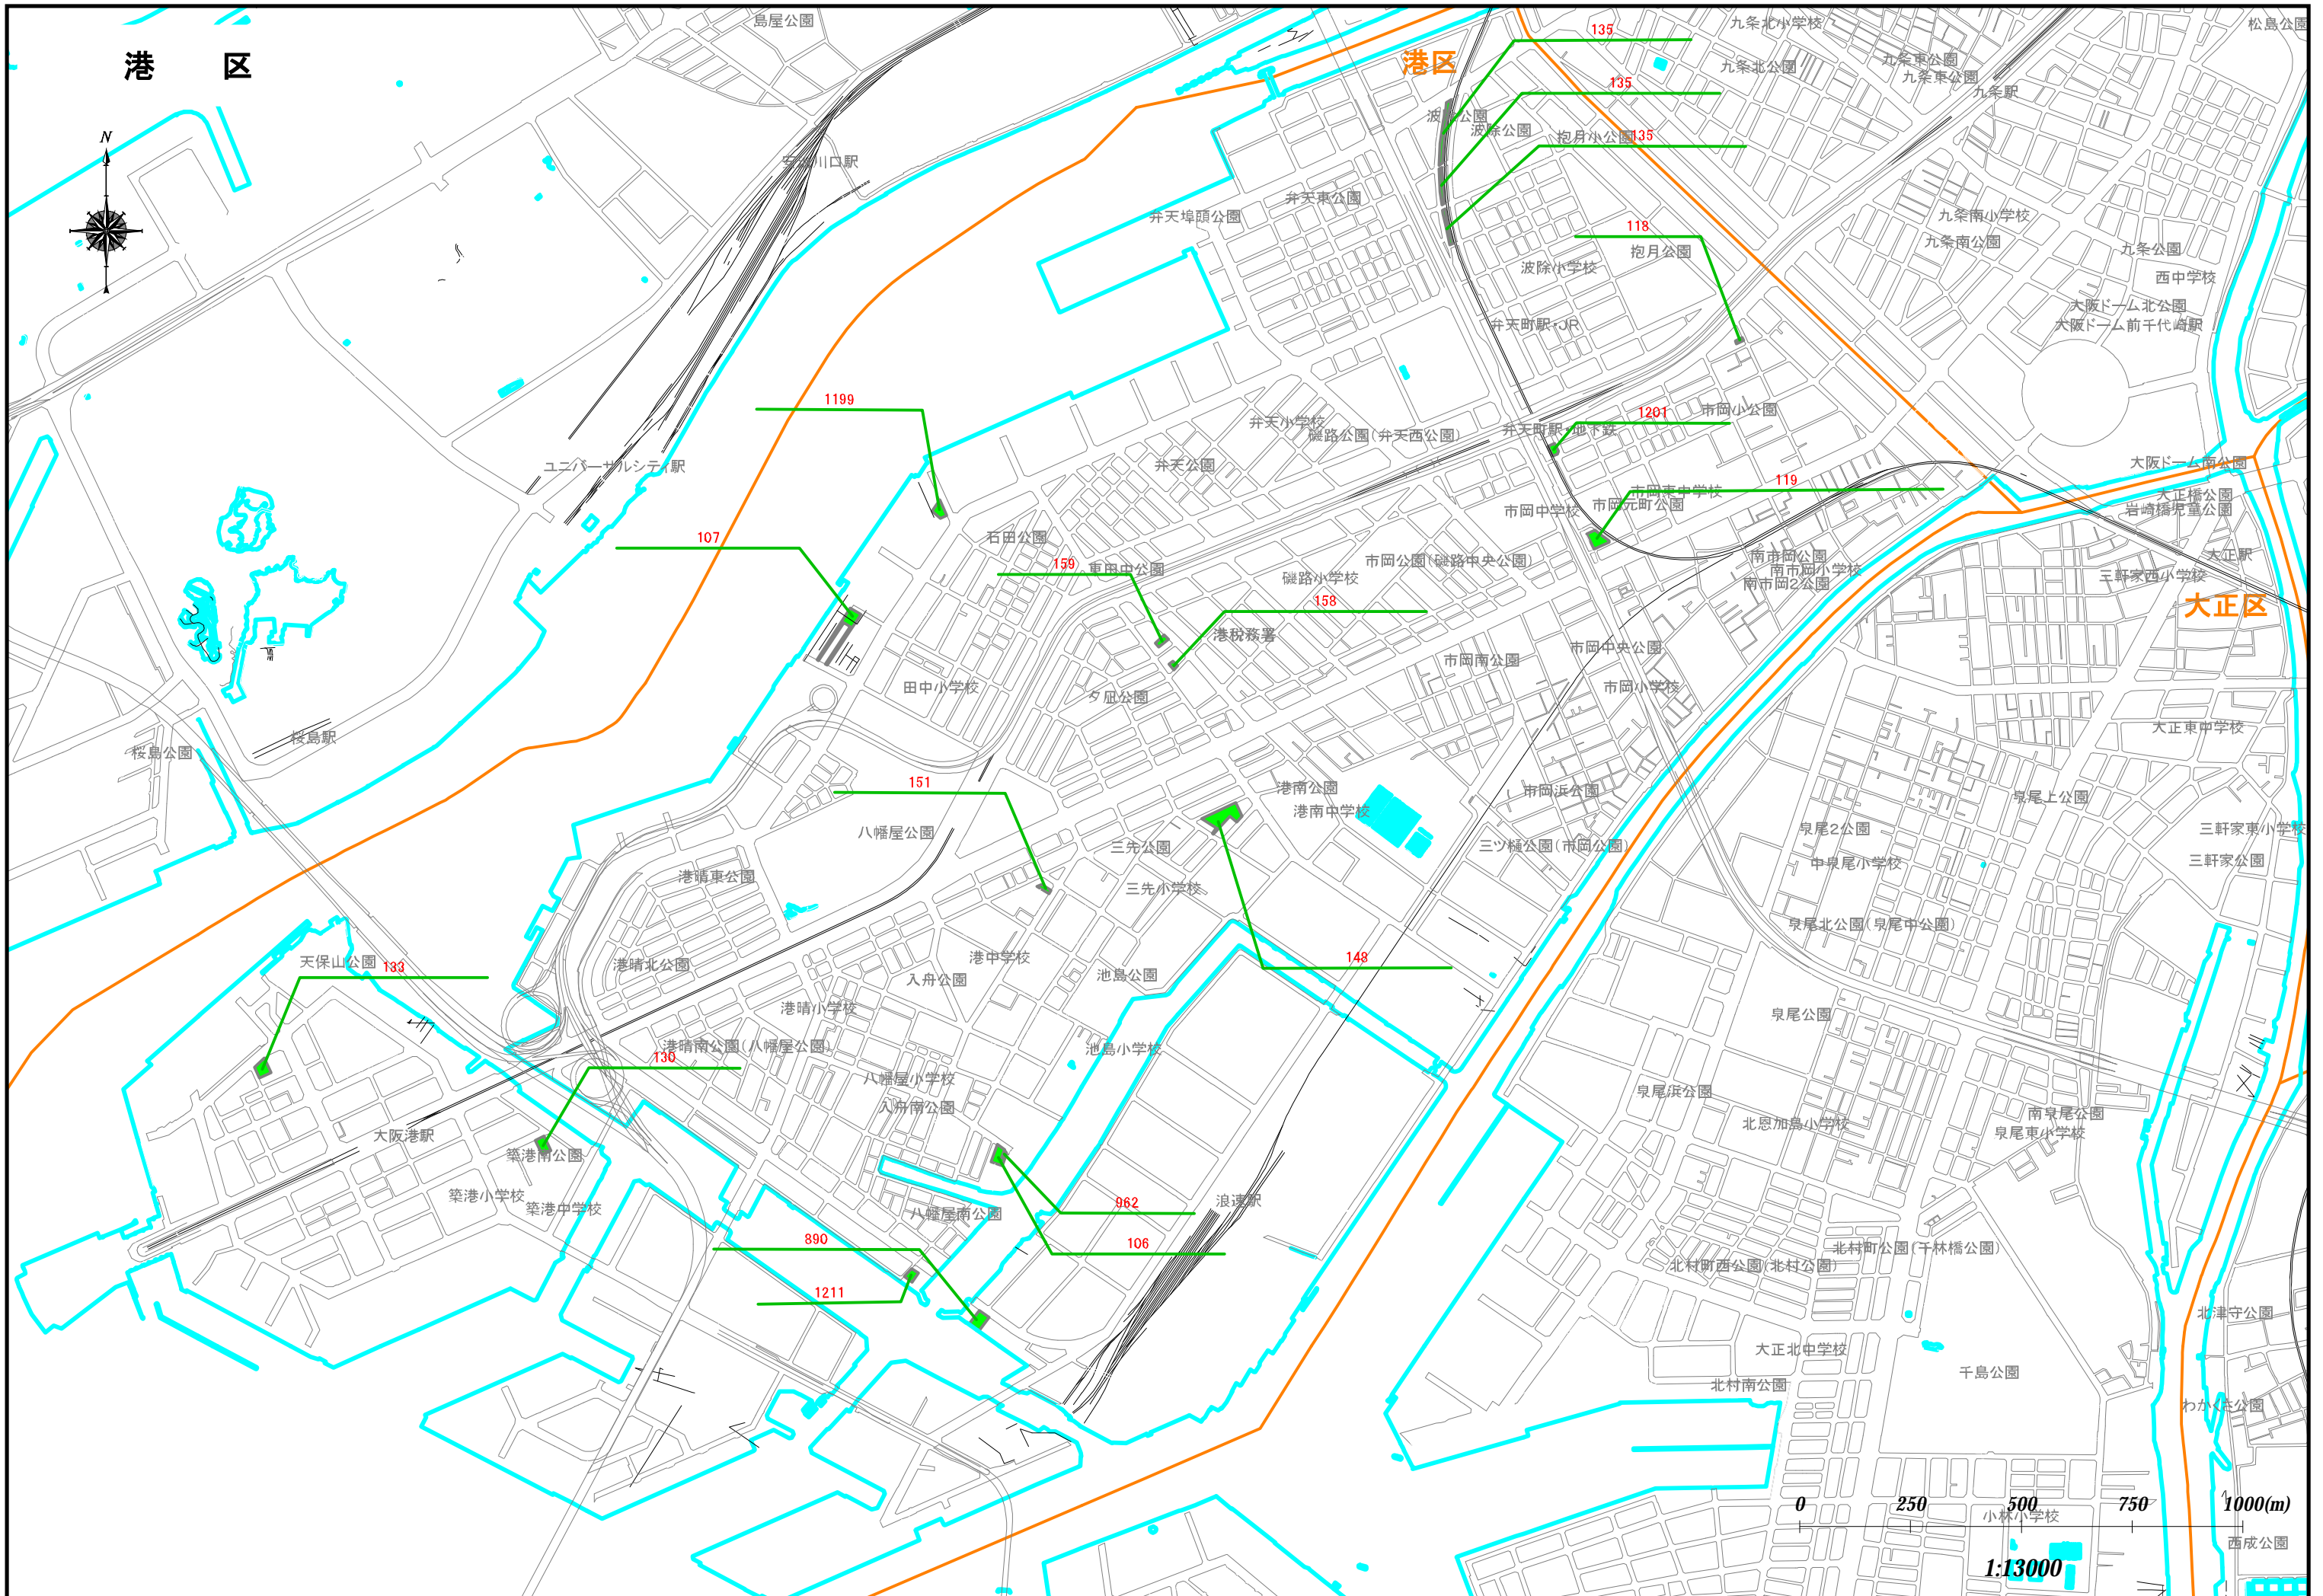 港 区
N
島屋公園
九条北小学校
松島公園
135
港区
九条北公園
九条東公園
九条東公園
九条駅
135
波除公園
波除公園
抱月小公園
135
安治川口駅
弁天東公園
弁天埠頭公園
九条南小学校
九条南公園
118
抱月公園
九条公園
波除小学校
西中学校
大阪ドーム北公園
大阪ドーム前千代崎駅
弁天町駅・JR
1199
1201
市岡小公園
弁天小学校
弁天町駅・地下鉄
磯路公園(弁天西公園)
弁天公園
ユニバーサルシティ駅
大阪ドーム南公園
119
市岡東中学校
大正橋公園
市岡元町公園
市岡中学校
岩崎橋児童公園
107
石田公園
南市岡公園
大正駅
市岡公園(磯路中央公園)
159
東田中公園
磯路小学校
南市岡小学校
南市岡2公園
三軒家西小学校
158
大正区
港税務署
市岡中央公園
市岡南公園
田中小学校
夕凪公園
市岡小学校
大正東中学校
桜島駅
桜島公園
151
港南公園
市岡浜公園
泉尾上公園
港南中学校
八幡屋公園
泉尾2公園
三軒家東小学校
三先公園
三ツ樋公園(市岡公園)
中泉尾小学校
三軒家公園
港晴東公園
三先小学校
泉尾北公園(泉尾中公園)
天保山公園
133
港晴北公園
港中学校
148
入舟公園
池島公園
港晴小学校
泉尾公園
港晴南公園(八幡屋公園)
130
池島小学校
八幡屋小学校
泉尾浜公園
入舟南公園
南泉尾公園
北恩加島小学校
泉尾東小学校
大阪港駅
築港南公園
築港小学校
築港中学校
962
浪速駅
八幡屋南公園
890
106
北村町公園(千林橋公園)
北村町西公園(北村公園)
1211
北津守公園
大正北中学校
千島公園
北村南公園
わかくさ公園
0 250 500 750 1000(m)
小林小学校
西成公園
1:13000